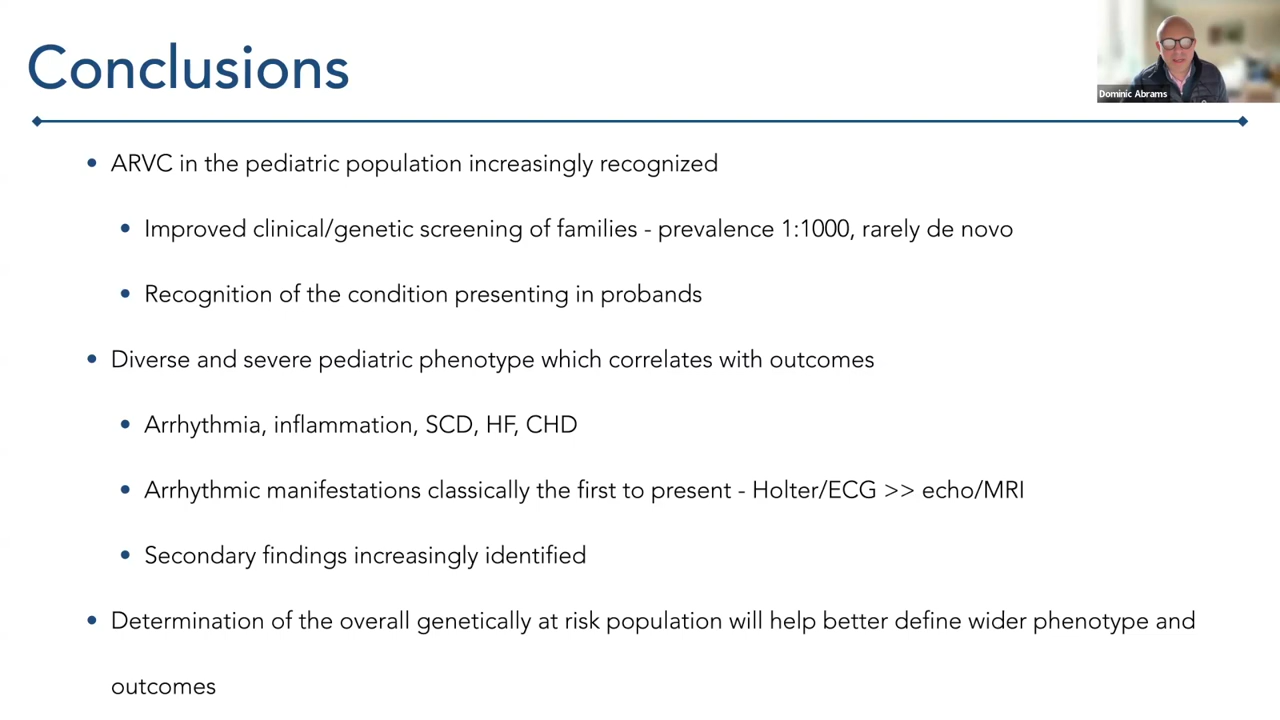 Conclusions
Dominic Abrams
• ARVC in the pediatric population increasingly recognized
• Improved clinical/genetic screening of families - prevalence 1:1000, rarely de novo
• Recognition of the condition presenting in probands
• Diverse and severe pediatric phenotype which correlates with outcomes
• Arrhythmia, inflammation, SCD, HF, CHD
• Arrhythmic manifestations classically the first to present - Holter/ECG >> echo/MRI
• Secondary findings increasingly identified
• Determination of the overall genetically at risk population will help better define wider phenotype and
outcomes